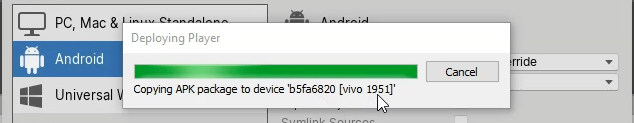 PC, Mac & Linux Standalone
Android
Deploying Player
Android
Cancel
Copying APK package to device 'b5fa6820 [vivo 1951]'
Universal W
Symlink Sources